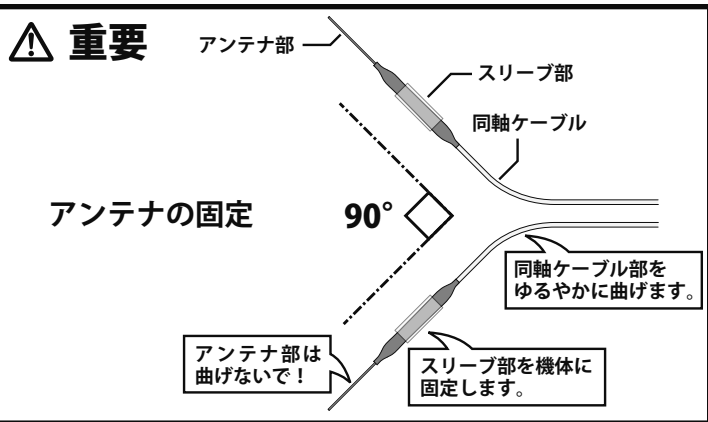 重要
アンテナ部
スリーブ部
同軸ケーブル
アンテナの固定
90°
同軸ケーブル部を
ゆるやかに曲げます。
アンテナ部は
曲げないで！
スリーブ部を機体に
固定します。